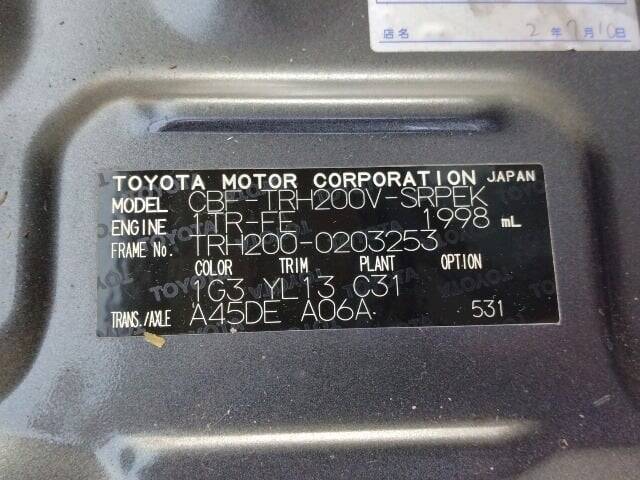 店名 2年7月10日
TOYOTA MOTOR CORPORATION JAPAN
MODEL CBF-TRH200V-SRPEK
ENGINE 1TR-FE 1998 mL
FRAME No. TRH200-0203253
COLOR TRIM PLANT OPTION
1G3 YL13 C31
TRANS./AXLE A45DE A06A 531